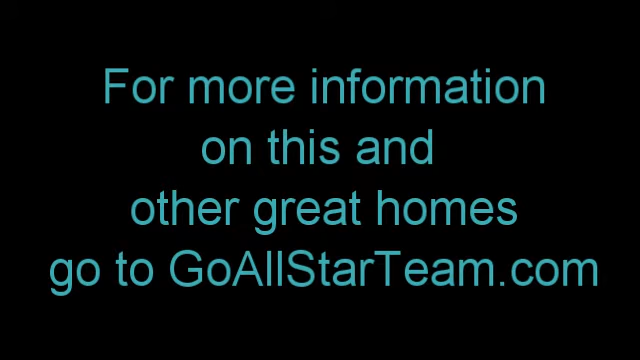 For more information
on this and
other great homes
go to GoAllStarTeam.com